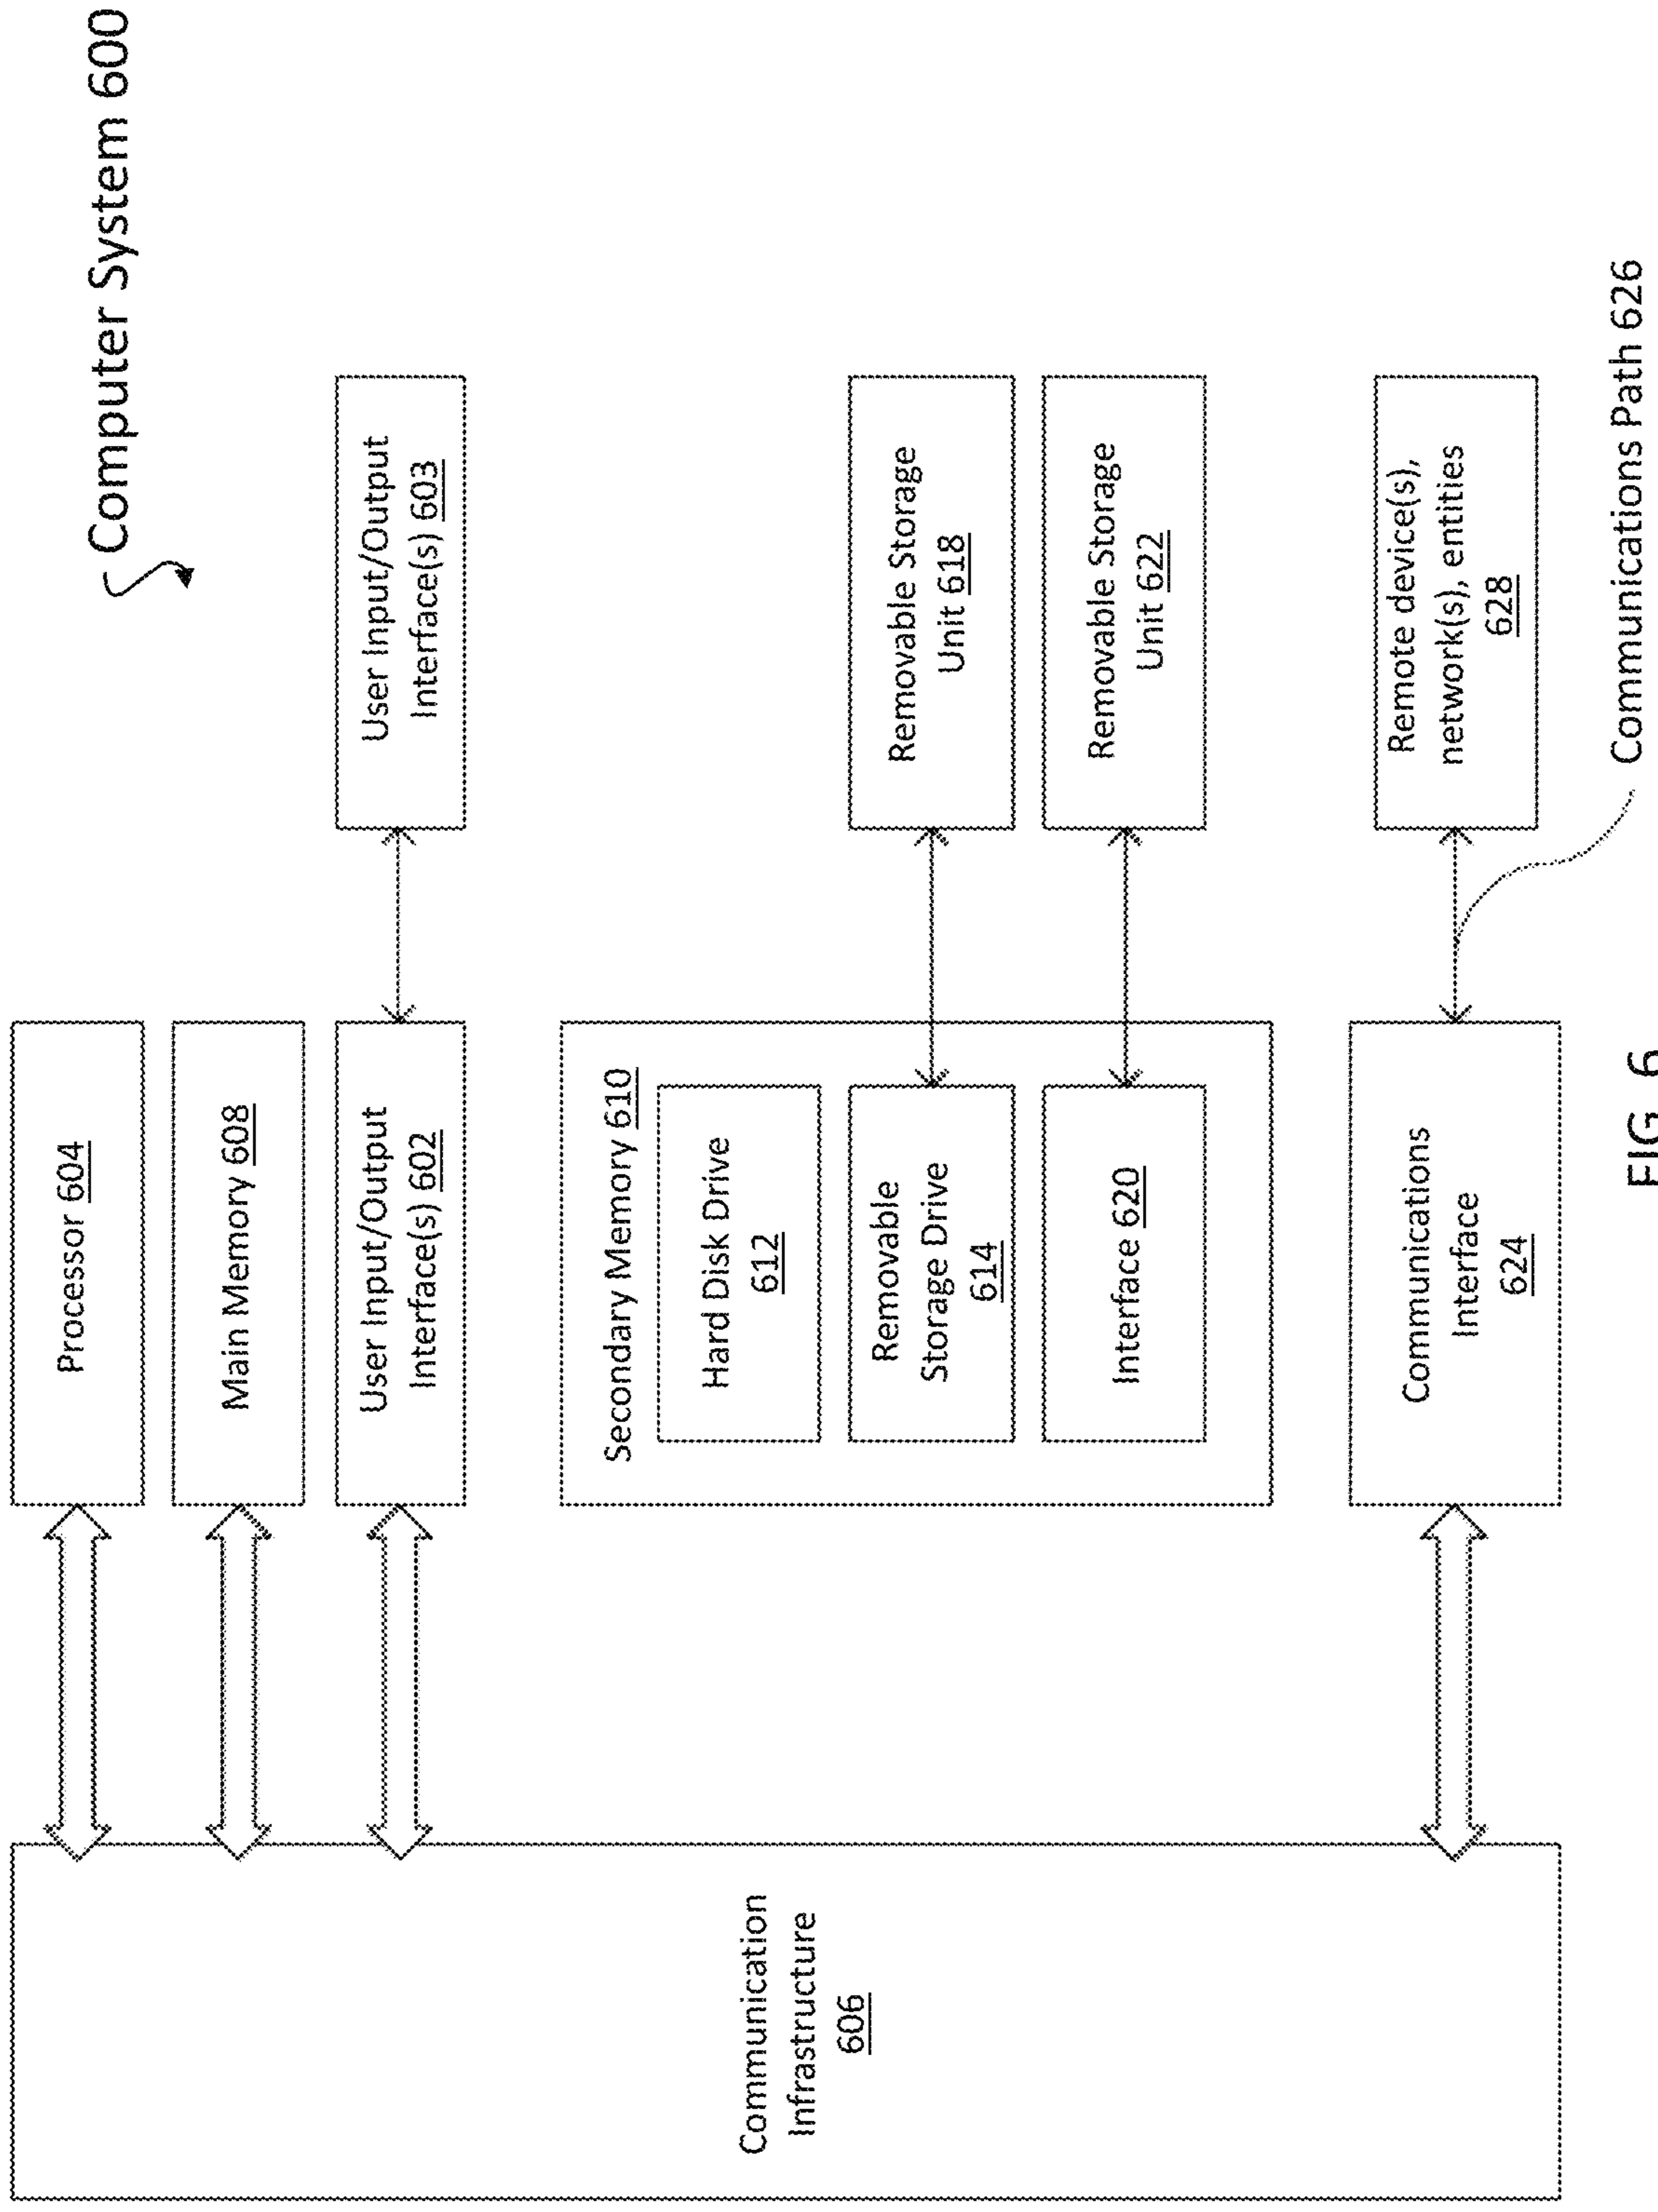 Computer System 600
Processor 604
Main Memory 608
User Input/Output
Interface(s) 602
User Input/Output
Interface(s) 603
Communication
Infrastructure
606
Secondary Memory 610
Hard Disk Drive
612
Removable
Storage Drive
614
Removable Storage
Unit 618
Interface 620
Removable Storage
Unit 622
Communications
Interface
624
Remote device(s),
network(s), entities
628
Communications Path 626
FIG. 6